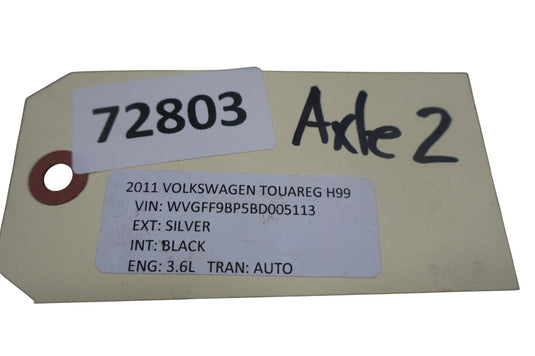 72803
Axle 2
2011 VOLKSWAGEN TOUAREG H99
VIN: WVGFF9BP5BD005113
EXT: SILVER
INT: BLACK
ENG: 3.6L TRAN: AUTO